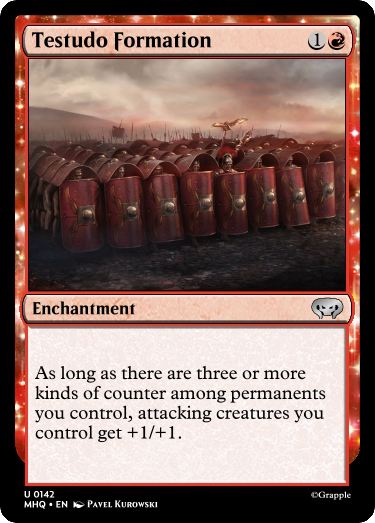 Testudo Formation 1
Enchantment
As long as there are three or more
kinds of counter among permanents
you control, attacking creatures you
control get +1/+1.
U 0142
MHQ • EN PAVEL KUROWSKI
©Grapple